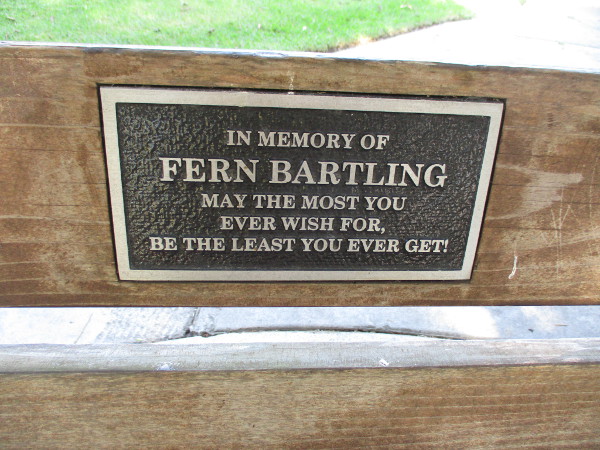 IN MEMORY OF
FERN BARTLING
MAY THE MOST YOU
EVER WISH FOR,
BE THE LEAST YOU EVER GET!